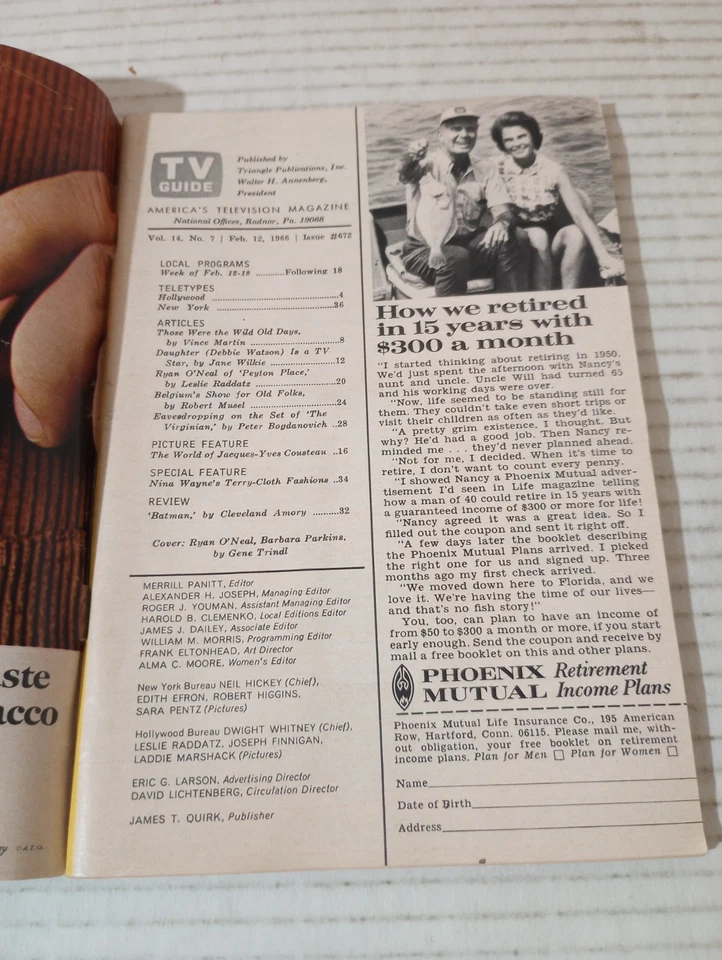 TV
GUIDE
Published by
Triangle Publications, Inc.
Walter H. Annenberg,
President
AMERICA'S TELEVISION MAGAZINE
National Offices, Radnor, Pa. 19088
Vol. 14, No. 7 | Feb. 12, 1966 | Issue #672
LOCAL PROGRAMS
Week of Feb. 12-18 ..........Following 18
TELETYPES
Hollywood ..........4
New York ..........36
ARTICLES
Those Were the Wild Old Days,
by Vince Martin ..........8
Daughter (Debbie Watson) Is a TV
Star, by Jane Wilkie ..........12
Ryan O'Neal of 'Peyton Place,'
by Leslie Raddatz ..........20
Belgium's Show for Old Folks,
by Robert Musel ..........24
Eavesdropping on the Set of 'The
Virginian,' by Peter Bogdanovich ..28
PICTURE FEATURE
The World of Jacques-Yves Cousteau ..16
SPECIAL FEATURE
Nina Wayne's Terry-Cloth Fashions ..34
REVIEW
'Batman,' by Cleveland Amory .........32
Cover: Ryan O'Neal, Barbara Parkins,
by Gene Trindl
MERRILL PANITT, Editor
ALEXANDER H. JOSEPH, Managing Editor
ROGER J. YOUMAN, Assistant Managing Editor
HAROLD B. CLEMENKO, Local Editions Editor
JAMES J. DAILEY, Associate Editor
WILLIAM M. MORRIS, Programming Editor
FRANK ELTONHEAD, Art Director
ALMA C. MOORE, Women's Editor
New York Bureau NEIL HICKEY (Chief),
EDITH EFRON, ROBERT HIGGINS,
SARA PENTZ (Pictures)
Hollywood Bureau DWIGHT WHITNEY (Chief),
LESLIE RADDATZ, JOSEPH FINNIGAN,
LADDIE MARSHACK (Pictures)
ERIC G. LARSON, Advertising Director
DAVID LICHTENBERG, Circulation Director
JAMES T. QUIRK, Publisher
How we retired
in 15 years with
$300 a month
"I started thinking about retiring in 1950.
We'd just spent the afternoon with Nancy's
aunt and uncle. Uncle Will had turned 65
and his working days were over.
"Now, life seemed to be standing still for
them. They couldn't take even short trips or
visit their children as often as they'd like.
"A pretty grim existence, I thought. But
why? He'd had a good job. Then Nancy re-
minded me . . . they'd never planned ahead.
"Not for me, I decided. When it's time to
retire, I don't want to count every penny.
"I showed Nancy a Phoenix Mutual adver-
tisement I'd seen in Life magazine telling
how a man of 40 could retire in 15 years with
a guaranteed income of $300 or more for life!
"Nancy agreed it was a great idea. So I
filled out the coupon and sent it right off.
"A few days later the booklet describing
the Phoenix Mutual Plans arrived. I picked
the right one for us and signed up. Three
months ago my first check arrived.
"We moved down here to Florida, and we
love it. We're having the time of our lives—
and that's no fish story!"
You, too, can plan to have an income of
from $50 to $300 a month or more, if you start
early enough. Send the coupon and receive by
mail a free booklet on this and other plans.
PHOENIX Retirement
MUTUAL Income Plans
Phoenix Mutual Life Insurance Co., 195 American
Row, Hartford, Conn. 06115. Please mail me, with-
out obligation, your free booklet on retirement
income plans. Plan for Men □ Plan for Women □
Name
Date of Birth
Address